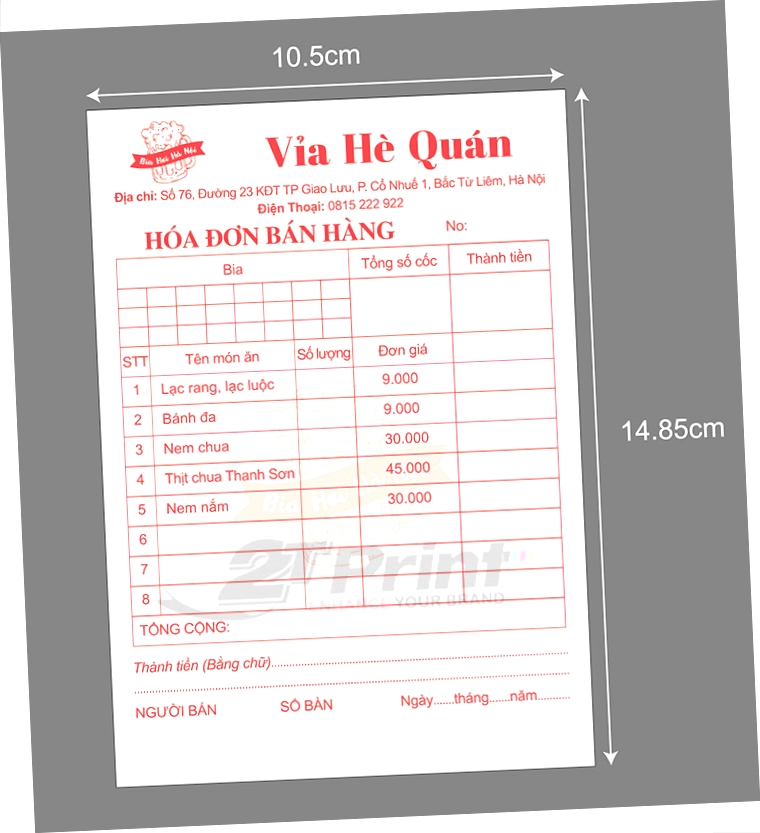 10.5cm
Bia Hơi Hà Nội
Vỉa Hè Quán
Địa chỉ: Số 76, Đường 23 KĐT TP Giao Lưu, P. Cổ Nhuế 1, Bắc Từ Liêm, Hà Nội
Điện Thoại: 0815 222 922
HÓA ĐƠN BÁN HÀNG No:
Bia Tổng số cốc Thành tiền
STT Tên món ăn Số lượng Đơn giá
1 Lạc rang, lạc luộc 9.000
2 Bánh đa 9.000
3 Nem chua 30.000
14.85cm
4 Thịt chua Thanh Sơn 45.000
5 Nem nắm 30.000
6
7
8
2T Print
ENHANCE YOUR BRAND
TỔNG CỘNG:
Thành tiền (Bằng chữ)
NGƯỜI BÁN SỐ BÀN Ngày......tháng......năm..........